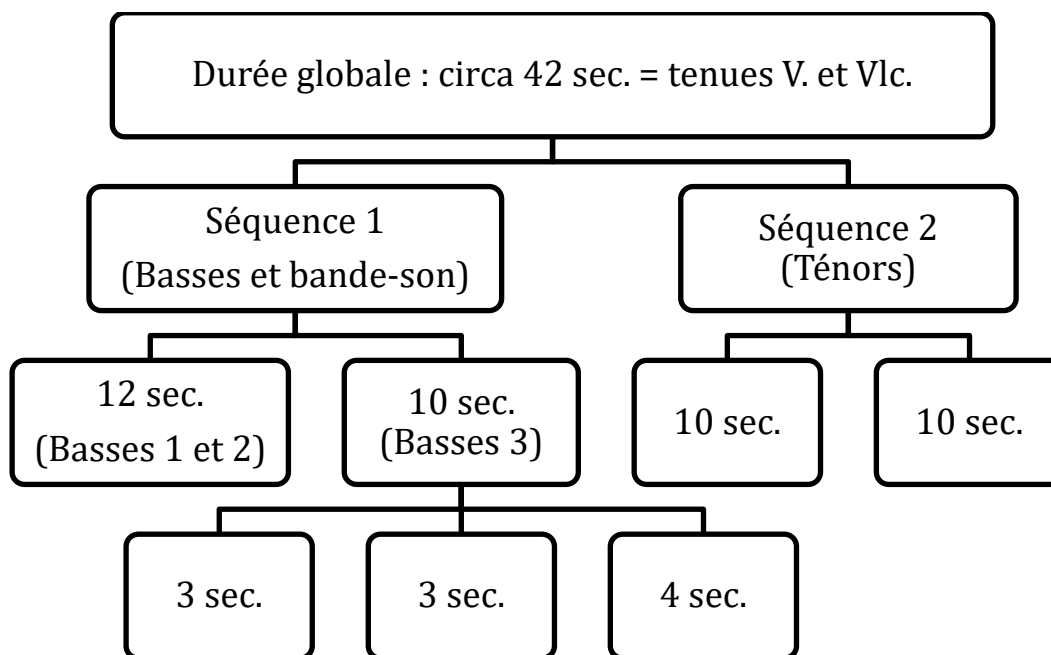 Durée globale : circa 42 sec. = tenues V. et Vlc.
Séquence 1
(Basses et bande-son)
Séquence 2
(Ténors)
12 sec.
(Basses 1 et 2)
10 sec.
(Basses 3)
10 sec.
10 sec.
3 sec.
3 sec.
4 sec.